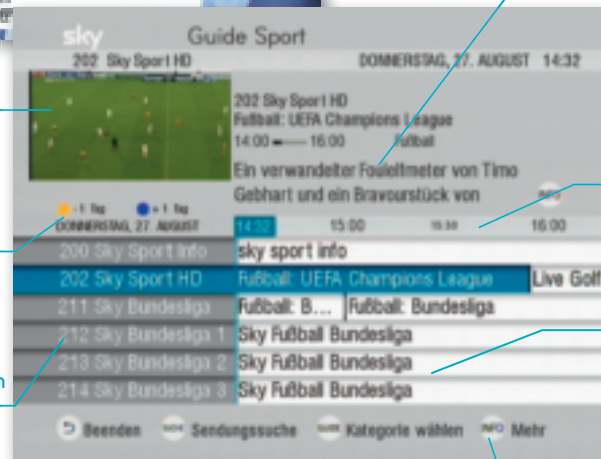 sky Guide Sport
202 Sky Sport HD DONNERSTAG, 27. AUGUST 14:32
202 Sky Sport HD
Fußball: UEFA Champions League
14:00 16:00 Fußball
Ein verwandelter Foulelfmeter von Timo
Gebhart und ein Bravourstück von INFO
-1 Tag +1 Tag
DONNERSTAG, 27. AUGUST 14:32 15:00 15:30 16:00
200 Sky Sport Info sky sport info
202 Sky Sport HD Fußball: UEFA Champions League Live Golf
211 Sky Bundesliga Fußball: B... Fußball: Bundesliga
212 Sky Bundesliga 1 Sky Fußball Bundesliga
213 Sky Bundesliga 2 Sky Fußball Bundesliga
n
214 Sky Bundesliga 3 Sky Fußball Bundesliga
Beenden Sendungssuche GUIDE Kategorie wählen INFO Mehr